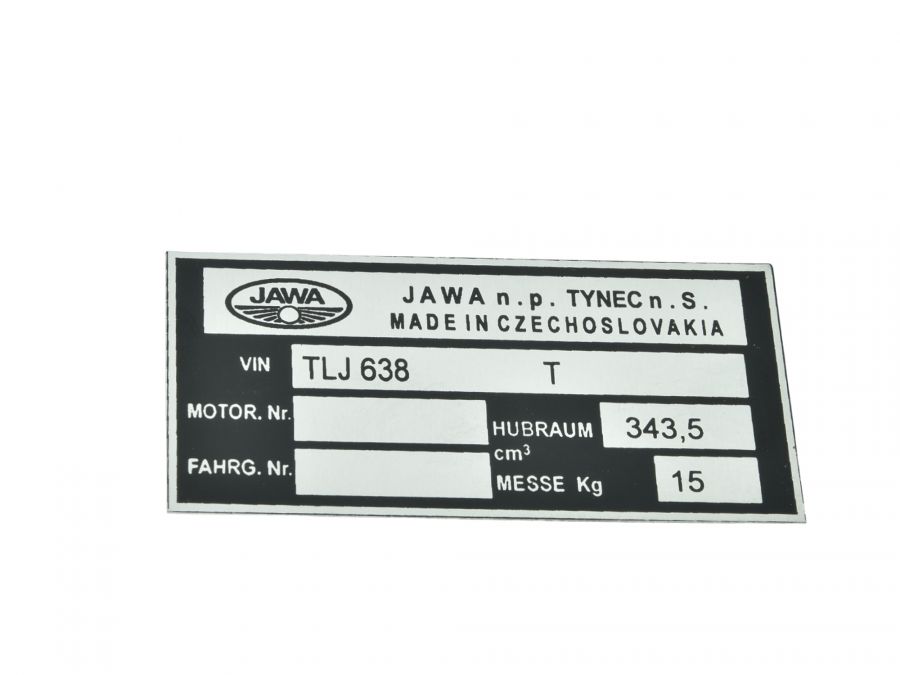 JAWA
JAWA n.p. TYNEC n.S.
MADE IN CZECHOSLOVAKIA
VIN TLJ 638 T
MOTOR. Nr.
HUBRAUM 343,5
cm³
FAHRG. Nr.
MESSE Kg 15